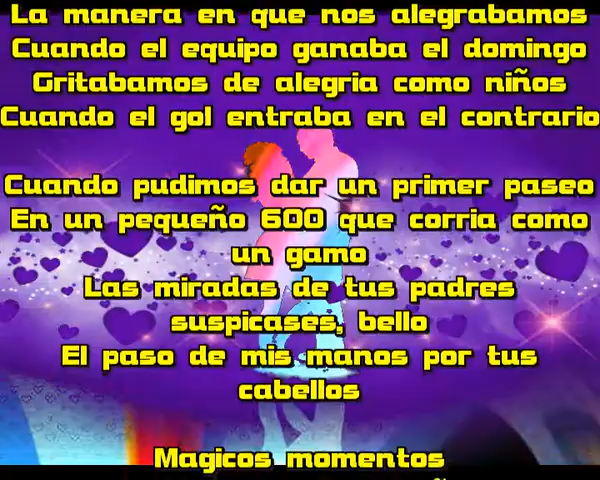 La manera en que nos alegrabamos
Cuando el equipo ganaba el domingo
Gritabamos de alegria como niños
Cuando el gol entraba en el contrario
Cuando pudimos dar un primer paseo
En un pequeño 600 que corria como
un gamo
Las miradas de tus padres
suspicases, bello
El paso de mis manos por tus
cabellos
Magicos momentos